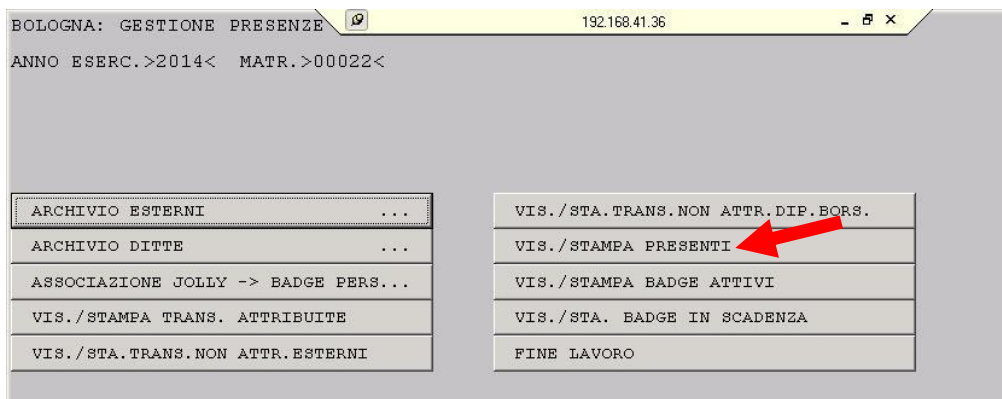 BOLOGNA: GESTIONE PRESENZE
192.168.41.36
ANNO ESERC.>2014< MATR.>00022<
ARCHIVIO ESTERNI ...
VIS./STA.TRANS.NON ATTR.DIP.BORS.
ARCHIVIO DITTE ...
VIS./STAMPA PRESENTI
ASSOCIAZIONE JOLLY -> BADGE PERS...
VIS./STAMPA BADGE ATTIVI
VIS./STAMPA TRANS. ATTRIBUITE
VIS./STA. BADGE IN SCADENZA
VIS./STA.TRANS.NON ATTR.ESTERNI
FINE LAVORO